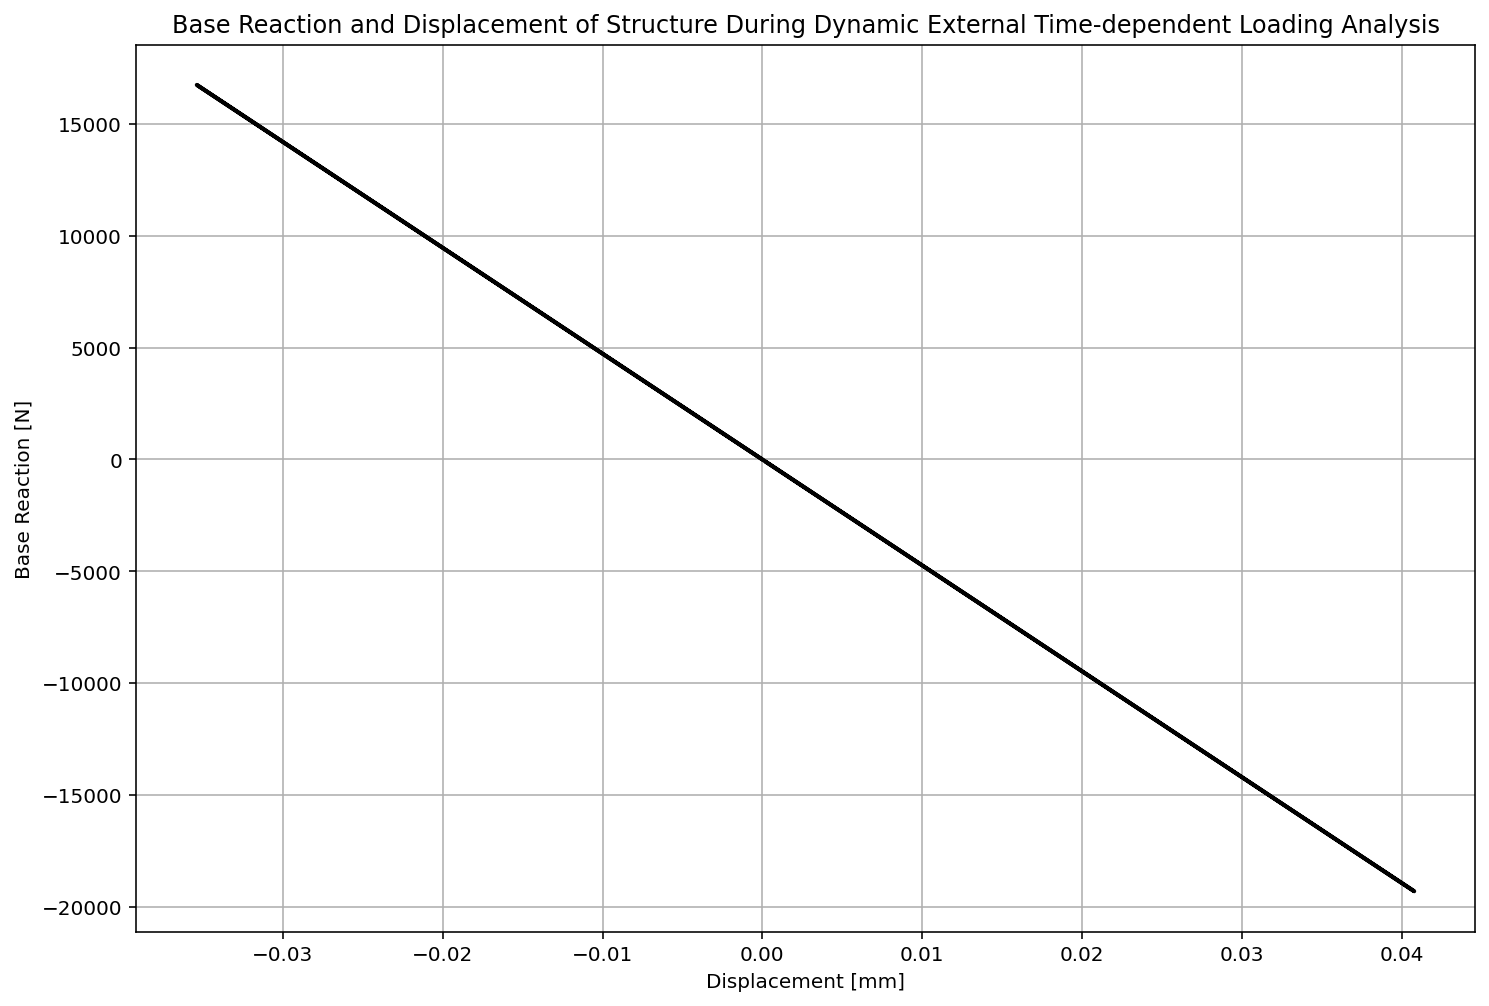 Base Reaction and Displacement of Structure During Dynamic External Time-dependent Loading Analysis
15000
10000
5000
0
−5000
−10000
−15000
−20000
Base Reaction [N]
−0.03 −0.02 −0.01 0.00 0.01 0.02 0.03 0.04
Displacement [mm]